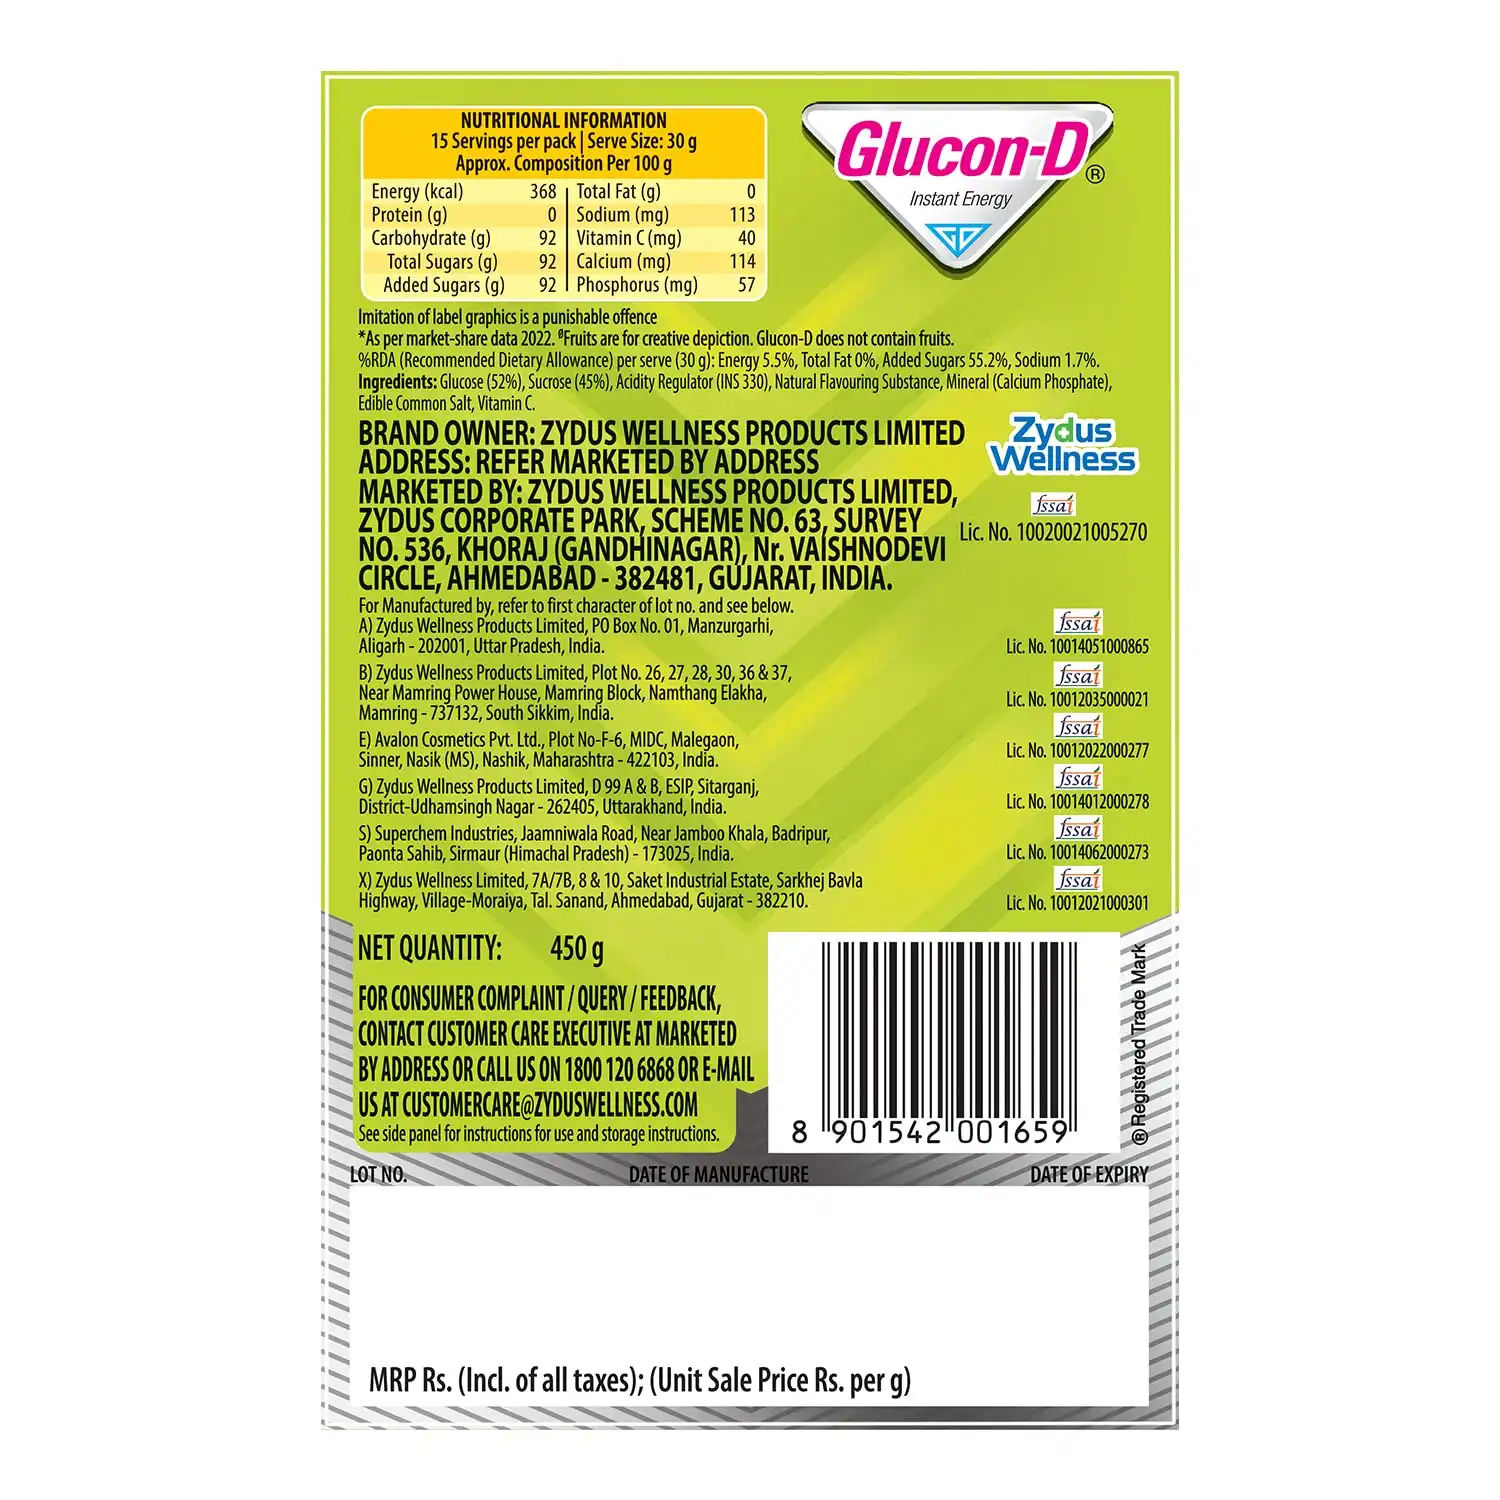 NUTRITIONAL INFORMATION
15 Servings per pack | Serve Size: 30 g
Approx. Composition Per 100 g
Energy (kcal) 368 | Total Fat (g) 0
Protein (g) 0 | Sodium (mg) 113
Carbohydrate (g) 92 | Vitamin C (mg) 40
Total Sugars (g) 92 | Calcium (mg) 114
Added Sugars (g) 92 | Phosphorus (mg) 57
Glucon-D®
Instant Energy
GD
Imitation of label graphics is a punishable offence
*As per market-share data 2022. øFruits are for creative depiction. Glucon-D does not contain fruits.
%RDA (Recommended Dietary Allowance) per serve (30 g): Energy 5.5%, Total Fat 0%, Added Sugars 55.2%, Sodium 1.7%.
Ingredients: Glucose (52%), Sucrose (45%), Acidity Regulator (INS 330), Natural Flavouring Substance, Mineral (Calcium Phosphate),
Edible Common Salt, Vitamin C.
BRAND OWNER: ZYDUS WELLNESS PRODUCTS LIMITED
ADDRESS: REFER MARKETED BY ADDRESS
MARKETED BY: ZYDUS WELLNESS PRODUCTS LIMITED,
ZYDUS CORPORATE PARK, SCHEME NO. 63, SURVEY
NO. 536, KHORAJ (GANDHINAGAR), Nr. VAISHNODEVI
CIRCLE, AHMEDABAD - 382481, GUJARAT, INDIA.
Zydus
Wellness
fssai
Lic. No. 10020021005270
For Manufactured by, refer to first character of lot no. and see below.
A) Zydus Wellness Products Limited, PO Box No. 01, Manzurgarhi,
Aligarh - 202001, Uttar Pradesh, India.
fssai
Lic. No. 10014051000865
B) Zydus Wellness Products Limited, Plot No. 26, 27, 28, 30, 36 & 37,
Near Mamring Power House, Mamring Block, Namthang Elakha,
Mamring - 737132, South Sikkim, India.
fssai
Lic. No. 10012035000021
E) Avalon Cosmetics Pvt. Ltd., Plot No-F-6, MIDC, Malegaon,
Sinner, Nasik (MS), Nashik, Maharashtra - 422103, India.
fssai
Lic. No. 10012022000277
G) Zydus Wellness Products Limited, D 99 A & B, ESIP, Sitarganj,
District-Udhamsingh Nagar - 262405, Uttarakhand, India.
fssai
Lic. No. 10014012000278
S) Superchem Industries, Jaamniwala Road, Near Jamboo Khala, Badripur,
Paonta Sahib, Sirmaur (Himachal Pradesh) - 173025, India.
fssai
Lic. No. 10014062000273
X) Zydus Wellness Limited, 7A/7B, 8 & 10, Saket Industrial Estate, Sarkhej Bavla
Highway, Village-Moraiya, Tal. Sanand, Ahmedabad, Gujarat - 382210.
fssai
Lic. No. 10012021000301
NET QUANTITY: 450 g
FOR CONSUMER COMPLAINT / QUERY / FEEDBACK,
CONTACT CUSTOMER CARE EXECUTIVE AT MARKETED
BY ADDRESS OR CALL US ON 1800 120 6868 OR E-MAIL
US AT CUSTOMERCARE@ZYDUSWELLNESS.COM
See side panel for instructions for use and storage instructions.
8 901542 001659
® Registered Trade Mark
LOT NO. DATE OF MANUFACTURE DATE OF EXPIRY
MRP Rs. (Incl. of all taxes); (Unit Sale Price Rs. per g)